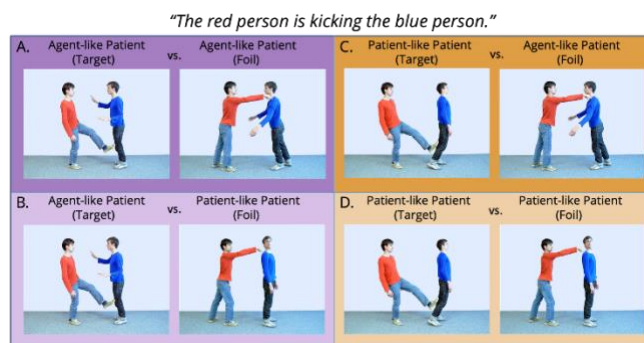 “The red person is kicking the blue person.”
A. Agent-like Patient (Target) vs. Agent-like Patient (Foil)
C. Patient-like Patient (Target) vs. Agent-like Patient (Foil)
B. Agent-like Patient (Target) vs. Patient-like Patient (Foil)
D. Patient-like Patient (Target) vs. Patient-like Patient (Foil)